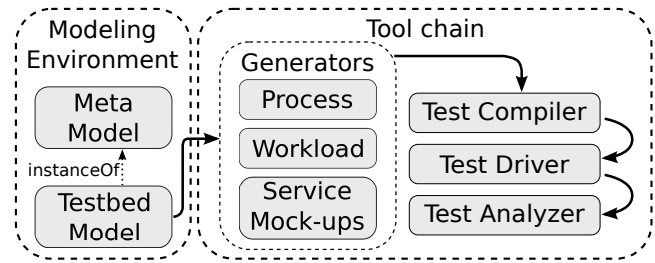 Modeling
Environment
Meta
Model
instanceOf
Testbed
Model
Tool chain
Generators
Process
Workload
Service
Mock-ups
Test Compiler
Test Driver
Test Analyzer